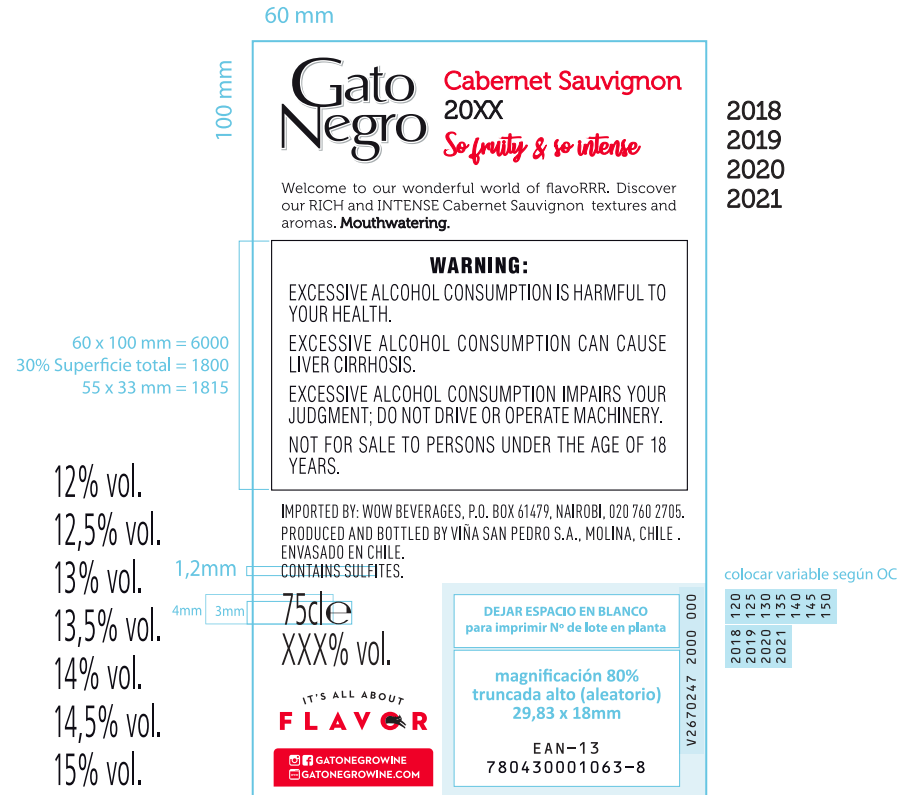 60 mm
100 mm
Gato
Negro
Cabernet Sauvignon
20XX
So fruity & so intense
2018
2019
2020
2021
Welcome to our wonderful world of flavoRRR. Discover
our RICH and INTENSE Cabernet Sauvignon textures and
aromas. Mouthwatering.
WARNING:
EXCESSIVE ALCOHOL CONSUMPTION IS HARMFUL TO
YOUR HEALTH.
EXCESSIVE ALCOHOL CONSUMPTION CAN CAUSE
LIVER CIRRHOSIS.
EXCESSIVE ALCOHOL CONSUMPTION IMPAIRS YOUR
JUDGMENT; DO NOT DRIVE OR OPERATE MACHINERY.
NOT FOR SALE TO PERSONS UNDER THE AGE OF 18
YEARS.
60 x 100 mm = 6000
30% Superficie total = 1800
55 x 33 mm = 1815
12% vol.
12,5% vol.
13% vol.
13,5% vol.
14% vol.
14,5% vol.
15% vol.
IMPORTED BY: WOW BEVERAGES, P.O. BOX 61479, NAIROBI, 020 760 2705.
PRODUCED AND BOTTLED BY VIÑA SAN PEDRO S.A., MOLINA, CHILE .
ENVASADO EN CHILE.
CONTAINS SULFITES.
1,2mm
4mm
3mm
75cl℮
XXX% vol.
IT'S ALL ABOUT
FLAVOR
GATONEGROWINE
GATONEGROWINE.COM
DEJAR ESPACIO EN BLANCO
para imprimir Nº de lote en planta
magnificación 80%
truncada alto (aleatorio)
29,83 x 18mm
EAN-13
780430001063-8
V2670247 2000 000
colocar variable según OC
2018 120
2019 125
2020 130
2021 135
140
145
150